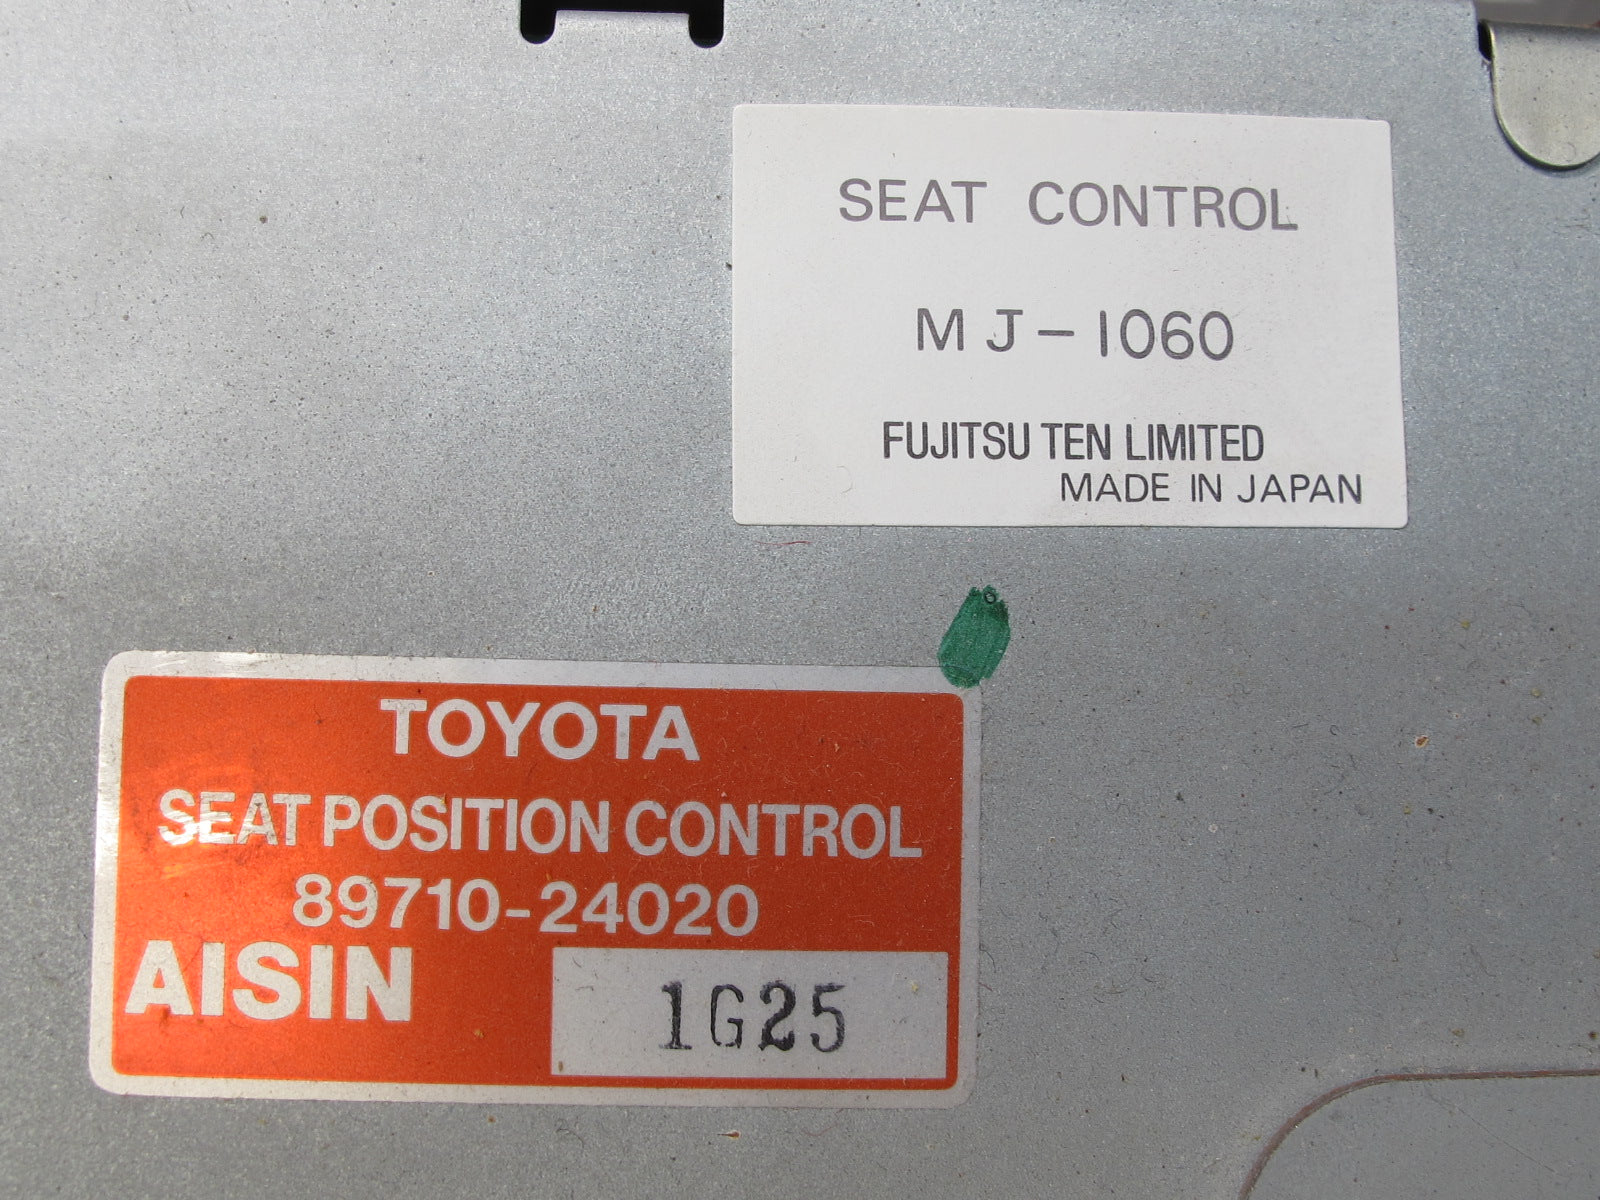 SEAT CONTROL
MJ-1060
FUJITSU TEN LIMITED
MADE IN JAPAN
TOYOTA
SEAT POSITION CONTROL
89710-24020
AISIN
1G25